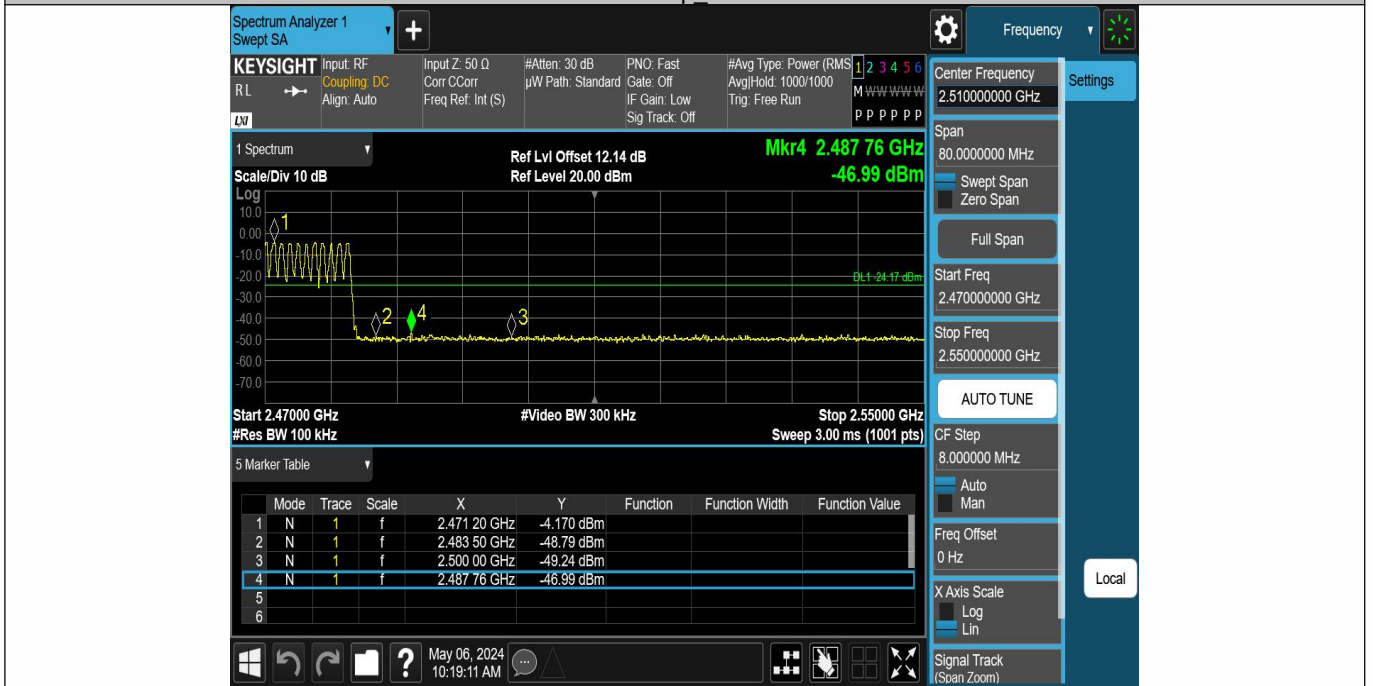 Spectrum Analyzer 1
Swept SA
+
Frequency
KEYSIGHT
RL
LXI
Input: RF
Coupling: DC
Align: Auto
Input Z: 50 Ω
Corr CCorr
Freq Ref: Int (S)
#Atten: 30 dB
µW Path: Standard
PNO: Fast
Gate: Off
IF Gain: Low
Sig Track: Off
#Avg Type: Power (RMS
Avg|Hold: 1000/1000
Trig: Free Run
1 2 3 4 5 6
M W W W W W
P P P P P P
1 Spectrum
Scale/Div 10 dB
Ref Lvl Offset 12.14 dB
Ref Level 20.00 dBm
Mkr4 2.487 76 GHz
-46.99 dBm
Log
10.0
0.00
-10.0
-20.0
-30.0
-40.0
-50.0
-60.0
-70.0
1
2
4
3
DL1 -24.17 dBm
Start 2.47000 GHz
#Res BW 100 kHz
#Video BW 300 kHz
Stop 2.55000 GHz
Sweep 3.00 ms (1001 pts)
5 Marker Table
Mode Trace Scale X Y Function Function Width Function Value
1 N 1 f 2.471 20 GHz -4.170 dBm
2 N 1 f 2.483 50 GHz -48.79 dBm
3 N 1 f 2.500 00 GHz -49.24 dBm
4 N 1 f 2.487 76 GHz -46.99 dBm
5
6
?
May 06, 2024
10:19:11 AM
Center Frequency
2.510000000 GHz
Settings
Span
80.0000000 MHz
Swept Span
Zero Span
Full Span
Start Freq
2.470000000 GHz
Stop Freq
2.550000000 GHz
AUTO TUNE
CF Step
8.000000 MHz
Auto
Man
Freq Offset
0 Hz
Local
X Axis Scale
Log
Lin
Signal Track
(Span Zoom)